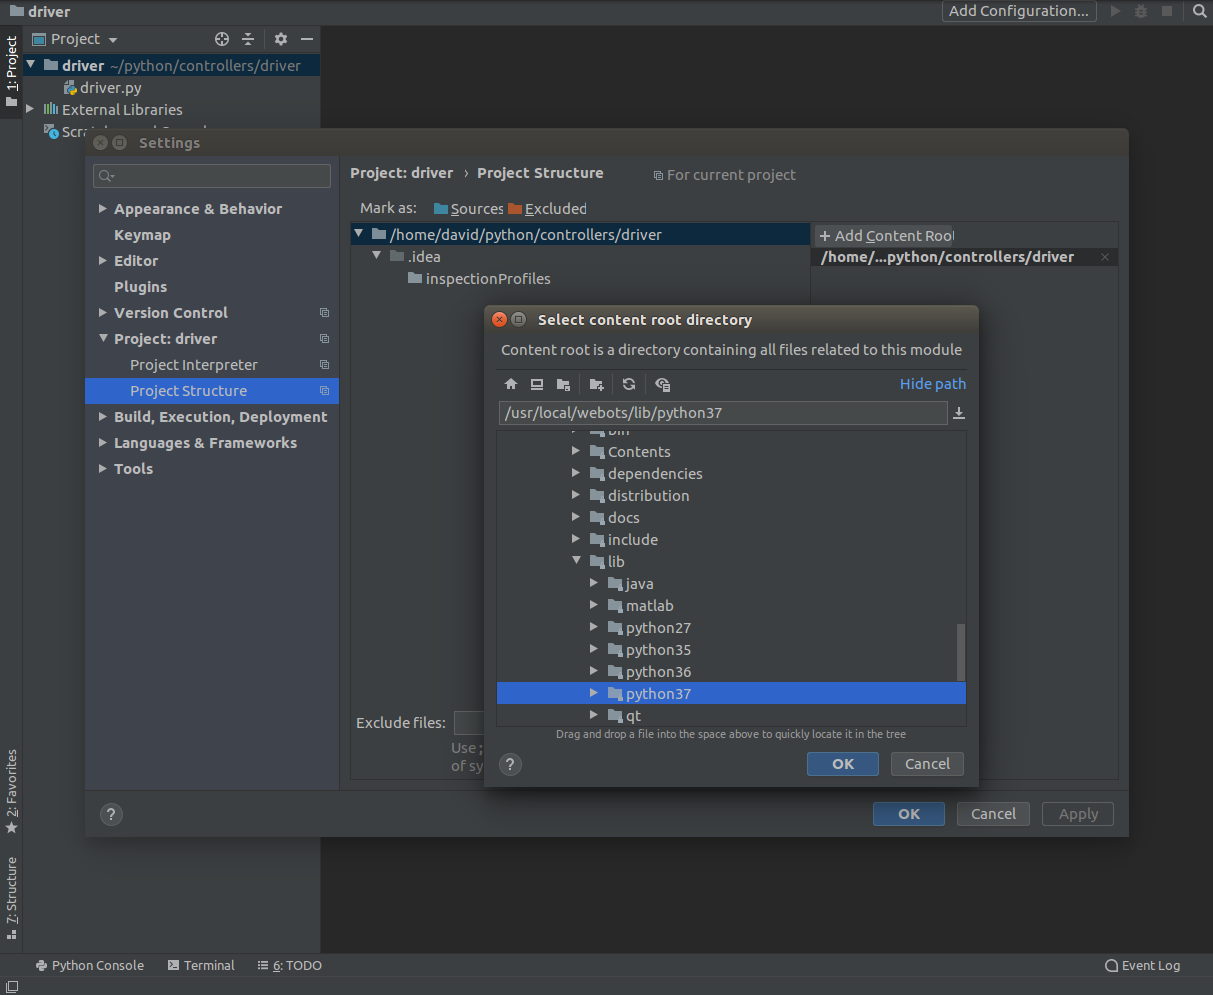 driver
Add Configuration...
1: Project
Project
driver ~/python/controllers/driver
driver.py
External Libraries
Settings
Project: driver › Project Structure
For current project
Appearance & Behavior
Keymap
Editor
Plugins
Version Control
Project: driver
Project Interpreter
Project Structure
Build, Execution, Deployment
Languages & Frameworks
Tools
Mark as: Sources Excluded
/home/david/python/controllers/driver
.idea
inspectionProfiles
+ Add Content Root
/home/...python/controllers/driver
Select content root directory
Content root is a directory containing all files related to this module
Hide path
/usr/local/webots/lib/python37
bin
Contents
dependencies
distribution
docs
include
lib
java
matlab
python27
python35
python36
python37
qt
Drag and drop a file into the space above to quickly locate it in the tree
? OK Cancel
Exclude files:
Use ;
of sy
? OK Cancel Apply
2: Favorites
7: Structure
Python Console Terminal 6: TODO
Event Log